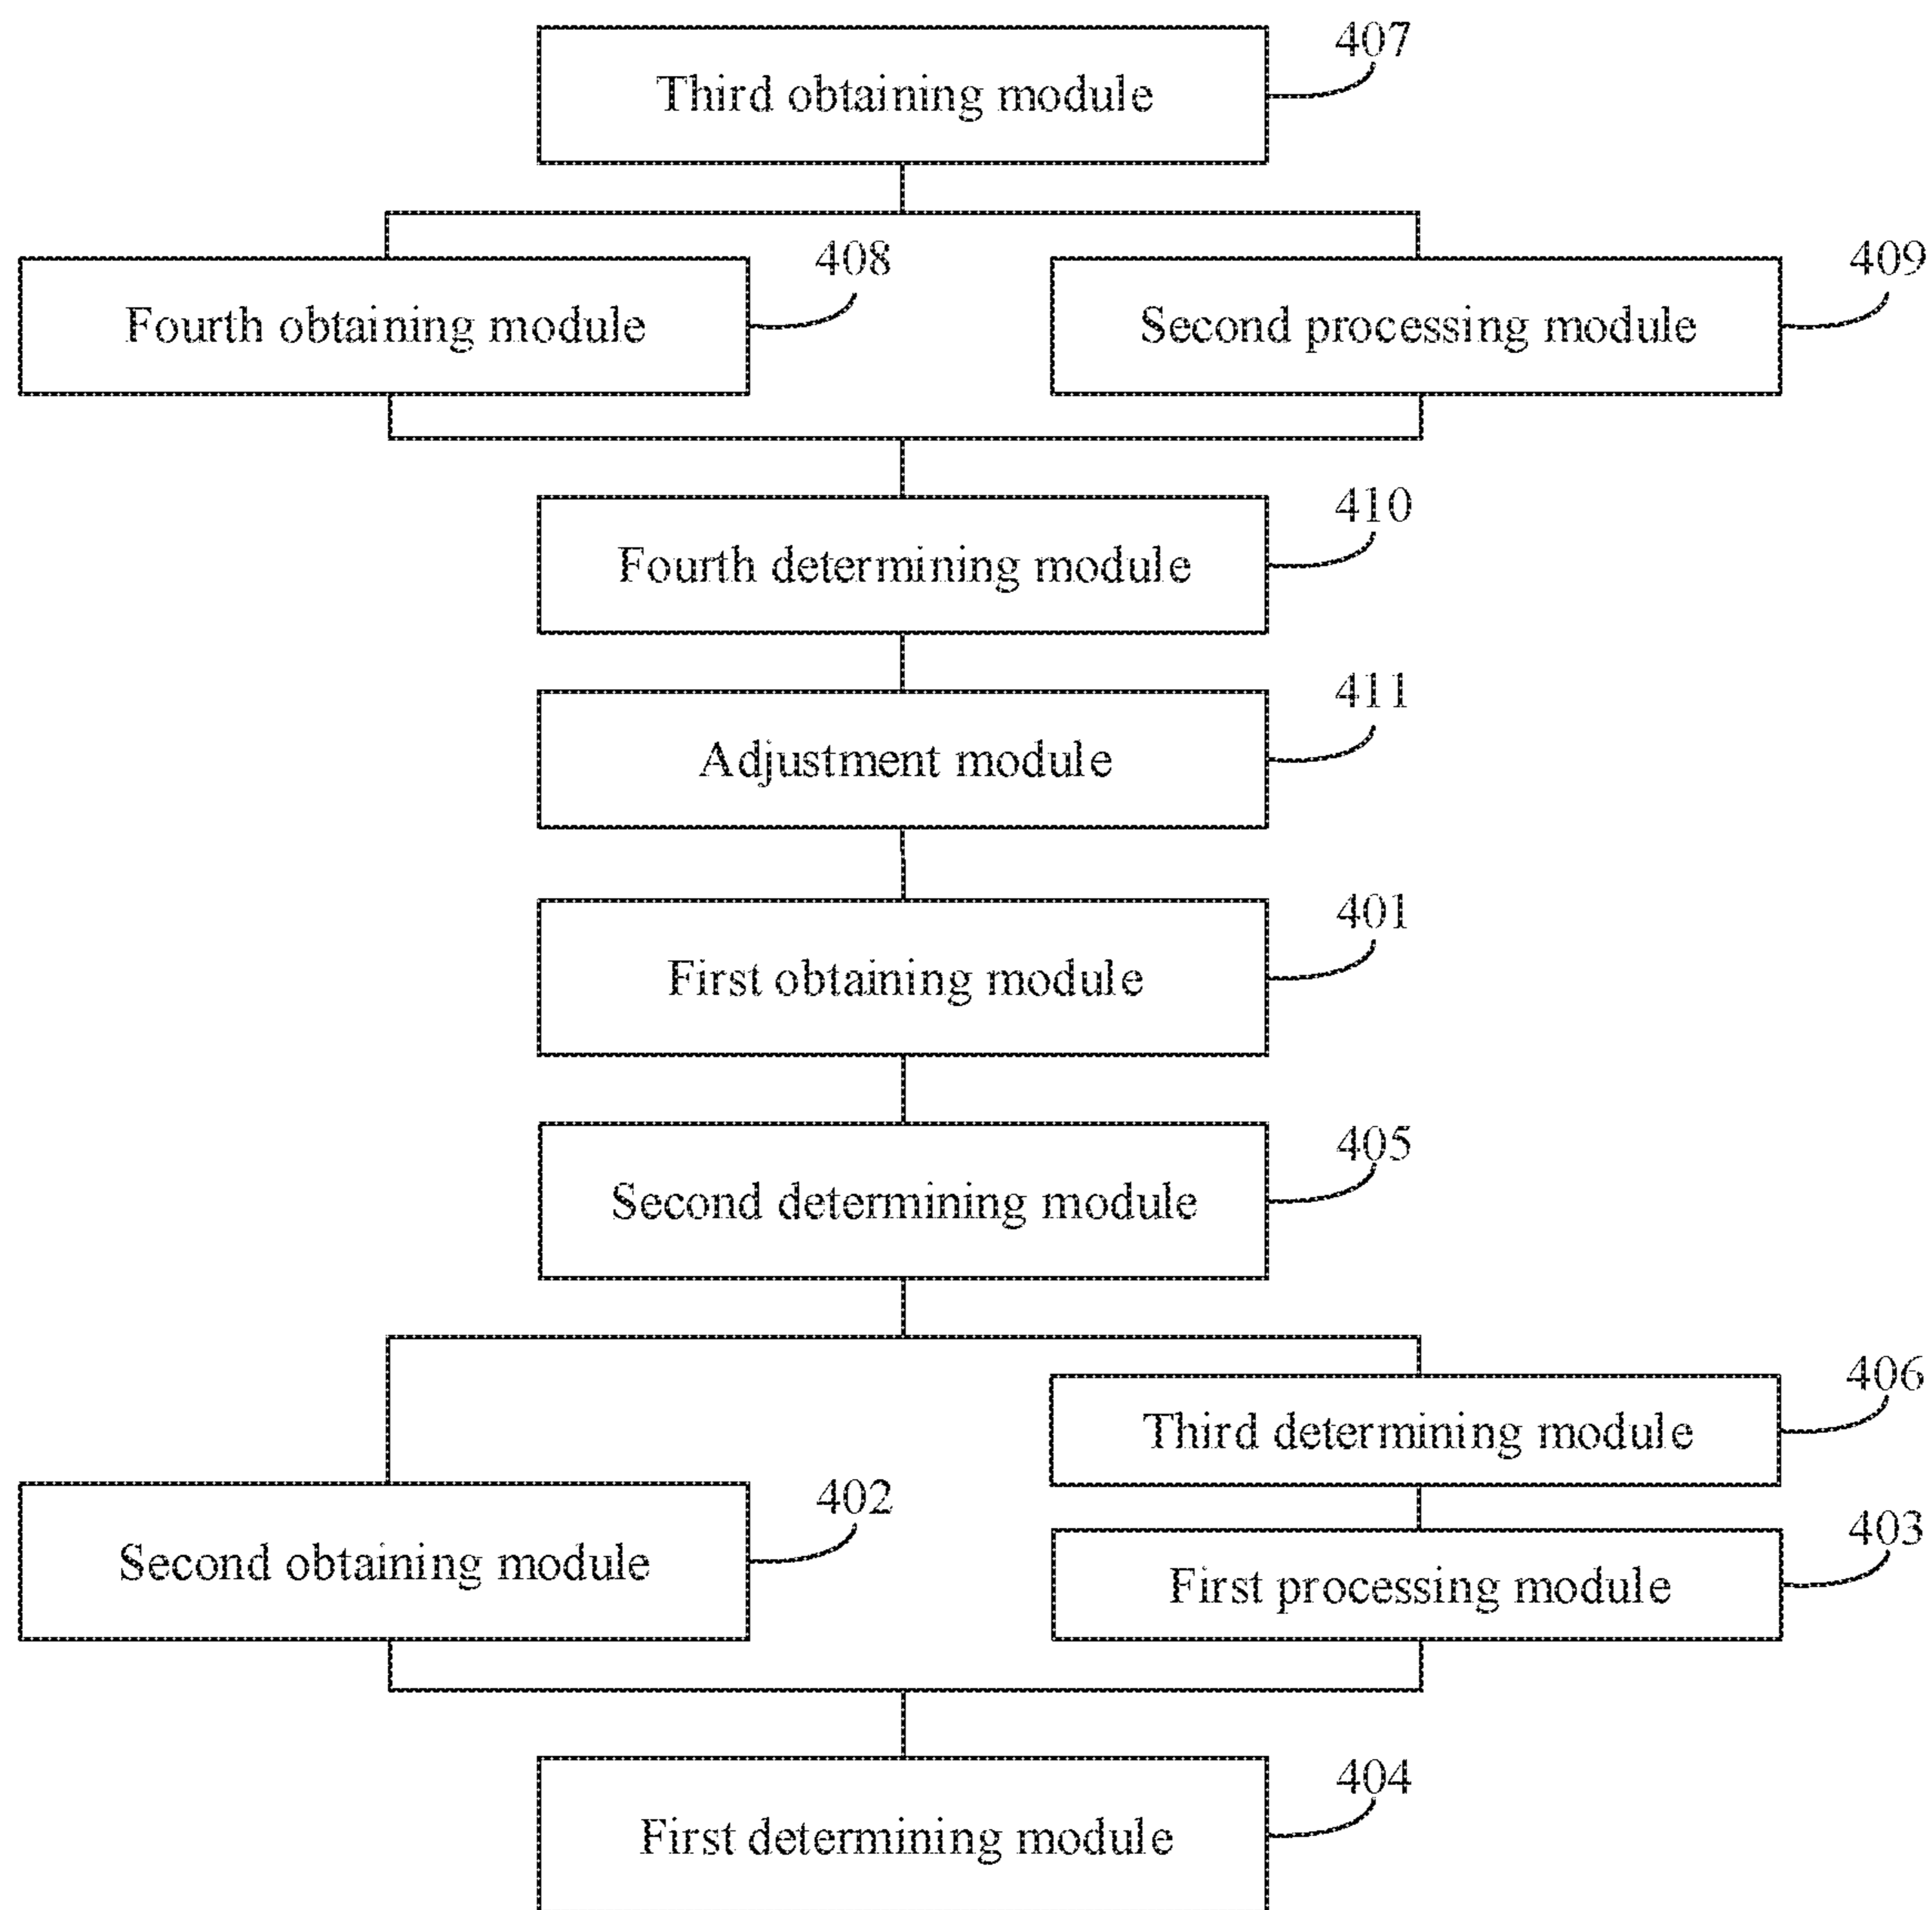 407
Third obtaining module
408
409
Fourth obtaining module
Second processing module
410
Fourth determining module
411
Adjustment module
401
First obtaining module
405
Second determining module
406
Third determining module
402
403
Second obtaining module
First processing module
404
First determining module